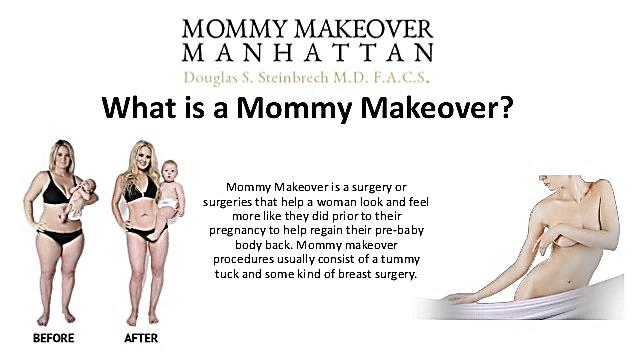 MOMMY MAKEOVER
MANHATTAN
Douglas S. Steinbrech M.D. F.A.C.S.
What is a Mommy Makeover?
Mommy Makeover is a surgery or
surgeries that help a woman look and feel
more like they did prior to their
pregnancy to help regain their pre-baby
body back. Mommy makeover
procedures usually consist of a tummy
tuck and some kind of breast surgery.
BEFORE
AFTER